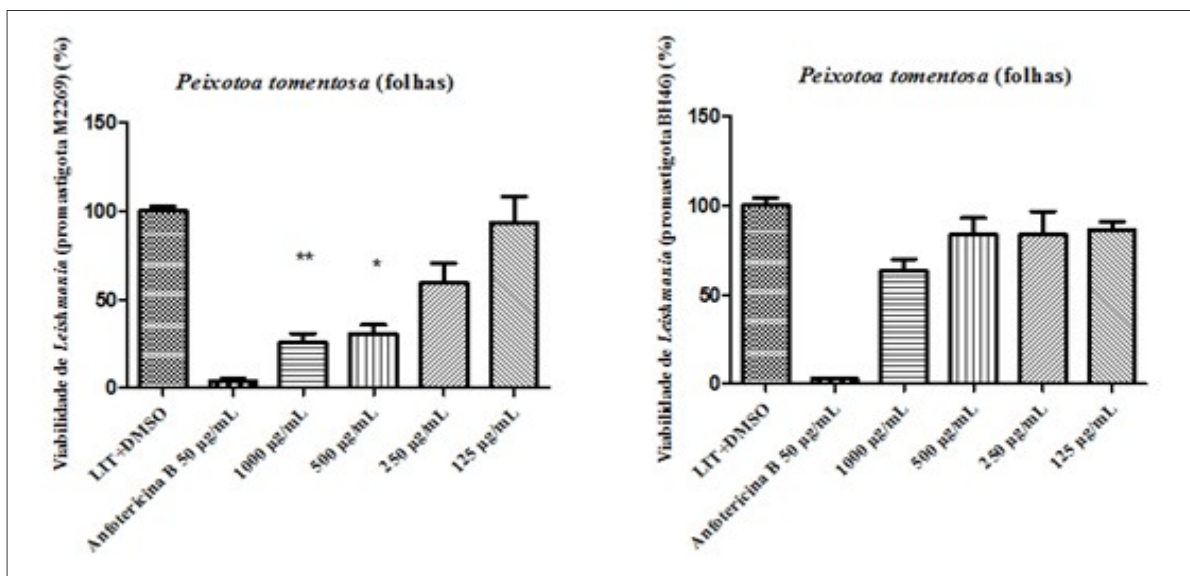 Peixotoa tomentosa (folhas)
Viabilidade de Leishmania (promastigota M2269) (%)
150
100
50
0
**
*
LIT+DMSO
Anfotericina B 50 µg/mL
1000 µg/mL
500 µg/mL
250 µg/mL
125 µg/mL
Peixotoa tomentosa (folhas)
Viabilidade de Leishmania (promastigota BH46) (%)
150
100
50
0
LIT+DMSO
Anfotericina B 50 µg/mL
1000 µg/mL
500 µg/mL
250 µg/mL
125 µg/mL